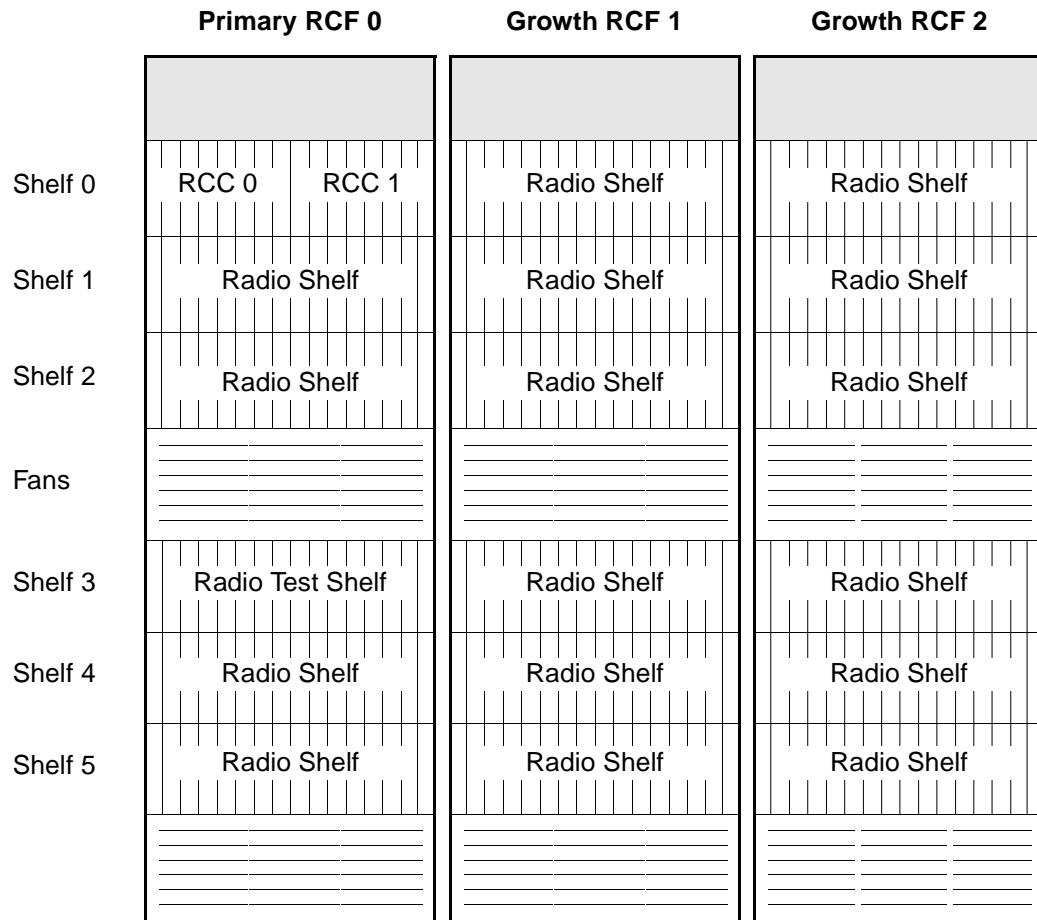 Primary RCF 0 Growth RCF 1 Growth RCF 2
Shelf 0 RCC 0 RCC 1 Radio Shelf Radio Shelf
Shelf 1 Radio Shelf Radio Shelf Radio Shelf
Shelf 2 Radio Shelf Radio Shelf Radio Shelf
Fans
Shelf 3 Radio Test Shelf Radio Shelf Radio Shelf
Shelf 4 Radio Shelf Radio Shelf Radio Shelf
Shelf 5 Radio Shelf Radio Shelf Radio Shelf